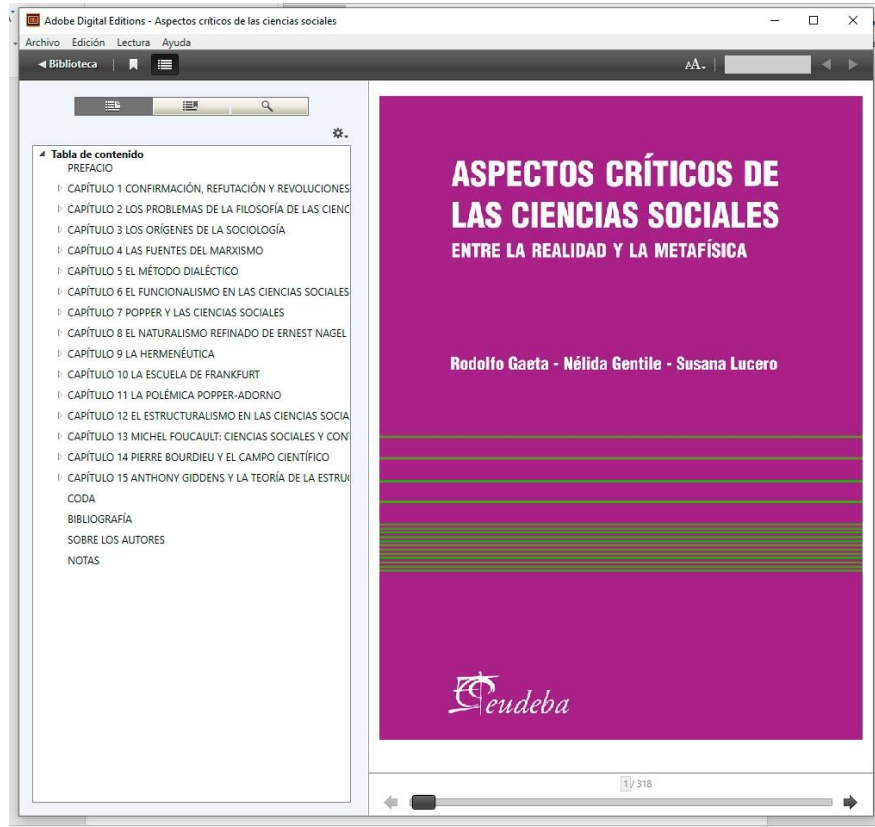 Adobe Digital Editions - Aspectos críticos de las ciencias sociales
Archivo Edición Lectura Ayuda
Biblioteca
AA
Tabla de contenido
PREFACIO
CAPÍTULO 1 CONFIRMACIÓN, REFUTACIÓN Y REVOLUCIONES
CAPÍTULO 2 LOS PROBLEMAS DE LA FILOSOFÍA DE LAS CIENC
CAPÍTULO 3 LOS ORÍGENES DE LA SOCIOLOGÍA
CAPÍTULO 4 LAS FUENTES DEL MARXISMO
CAPÍTULO 5 EL MÉTODO DIALÉCTICO
CAPÍTULO 6 EL FUNCIONALISMO EN LAS CIENCIAS SOCIALES
CAPÍTULO 7 POPPER Y LAS CIENCIAS SOCIALES
CAPÍTULO 8 EL NATURALISMO REFINADO DE ERNEST NAGEL
CAPÍTULO 9 LA HERMENÉUTICA
CAPÍTULO 10 LA ESCUELA DE FRANKFURT
CAPÍTULO 11 LA POLÉMICA POPPER-ADORNO
CAPÍTULO 12 EL ESTRUCTURALISMO EN LAS CIENCIAS SOCIA
CAPÍTULO 13 MICHEL FOUCAULT: CIENCIAS SOCIALES Y CON
CAPÍTULO 14 PIERRE BOURDIEU Y EL CAMPO CIENTÍFICO
CAPÍTULO 15 ANTHONY GIDDENS Y LA TEORÍA DE LA ESTRU
CODA
BIBLIOGRAFÍA
SOBRE LOS AUTORES
NOTAS
ASPECTOS CRÍTICOS DE
LAS CIENCIAS SOCIALES
ENTRE LA REALIDAD Y LA METAFÍSICA
Rodolfo Gaeta - Nélida Gentile - Susana Lucero
eudeba
1 / 318